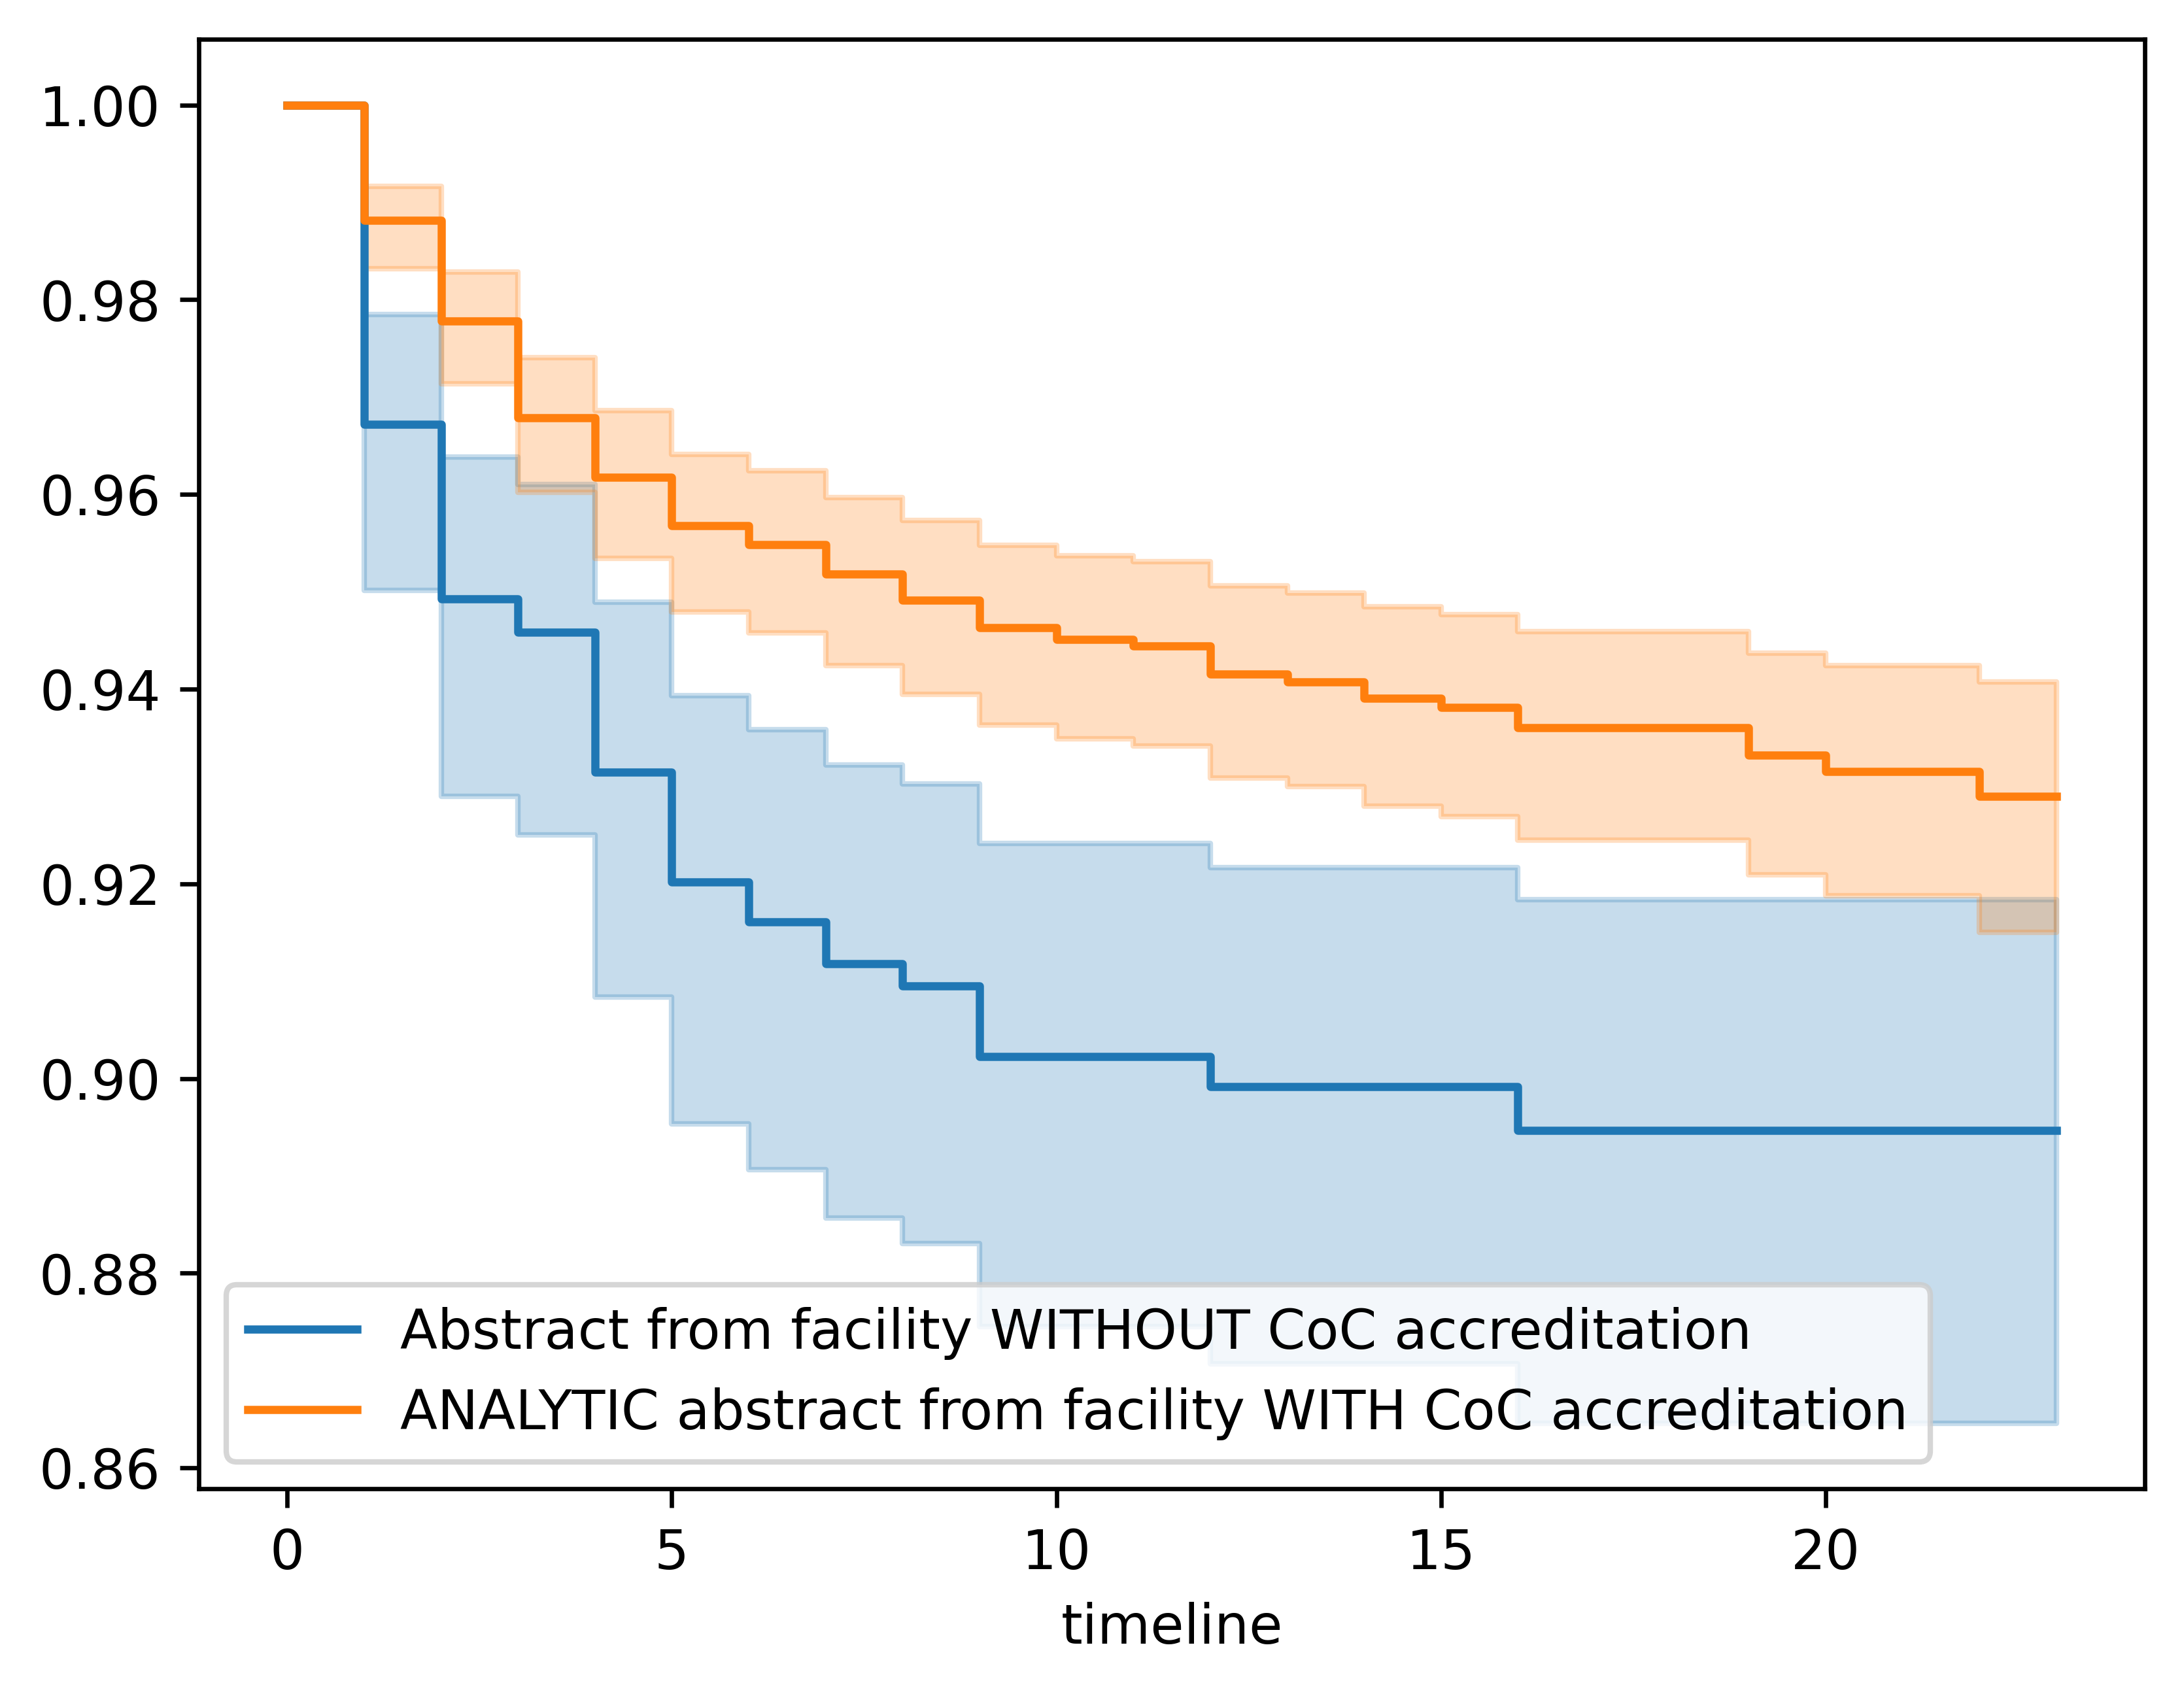 1.00
0.98
0.96
0.94
0.92
0.90
0.88
0.86
Abstract from facility WITHOUT CoC accreditation
ANALYTIC abstract from facility WITH CoC accreditation
0 5 10 15 20
timeline